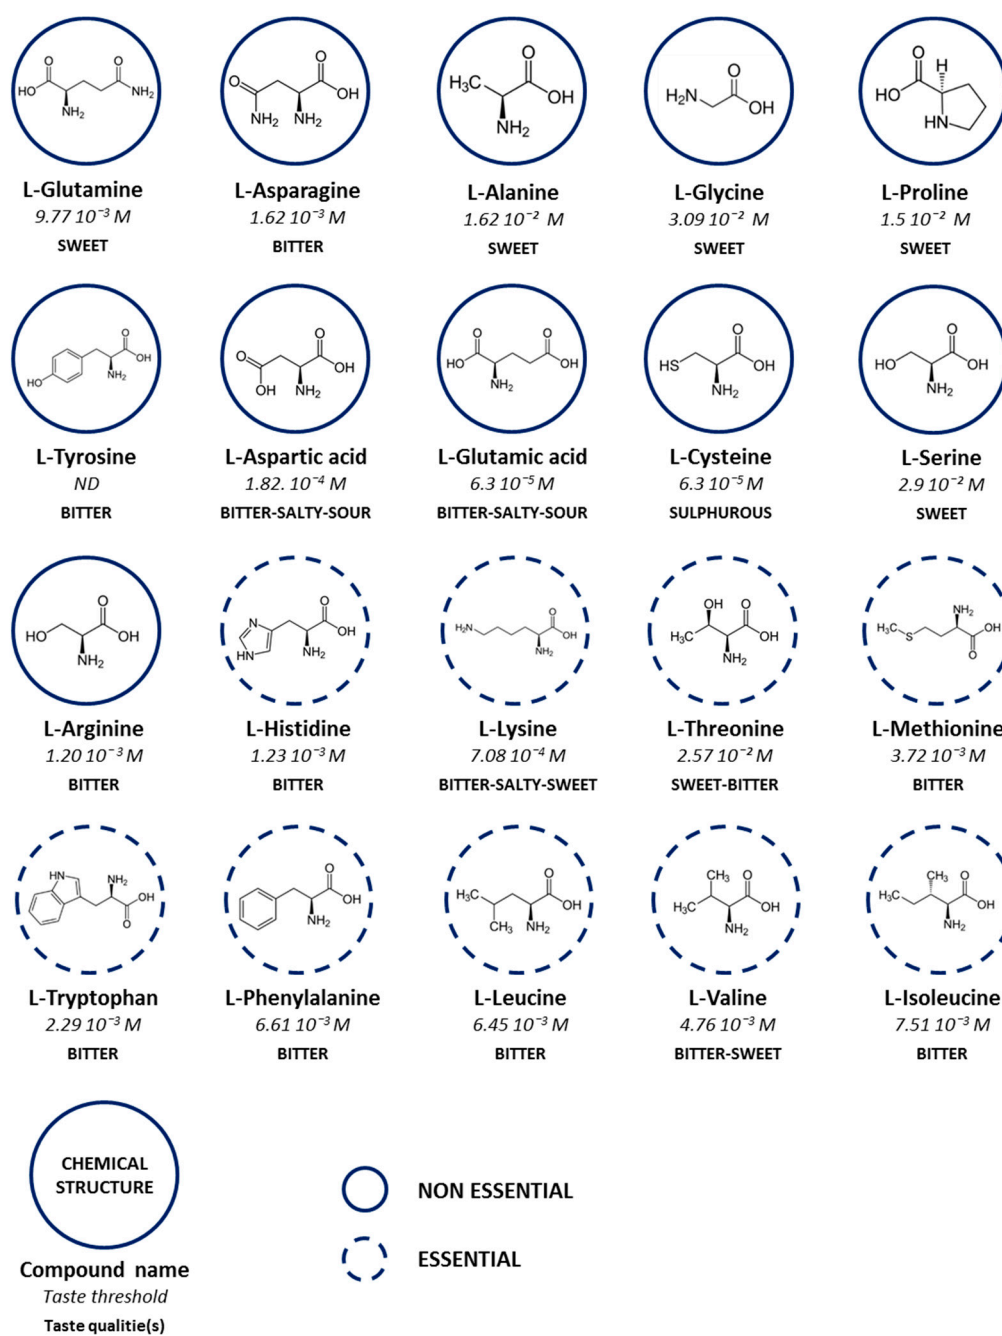 L-Glutamine
9.77 10⁻³ M
SWEET
L-Asparagine
1.62 10⁻³ M
BITTER
L-Alanine
1.62 10⁻² M
SWEET
L-Glycine
3.09 10⁻² M
SWEET
L-Proline
1.5 10⁻² M
SWEET
L-Tyrosine
ND
BITTER
L-Aspartic acid
1.82. 10⁻⁴ M
BITTER-SALTY-SOUR
L-Glutamic acid
6.3 10⁻⁵ M
BITTER-SALTY-SOUR
L-Cysteine
6.3 10⁻⁵ M
SULPHUROUS
L-Serine
2.9 10⁻² M
SWEET
L-Arginine
1.20 10⁻³ M
BITTER
L-Histidine
1.23 10⁻³ M
BITTER
L-Lysine
7.08 10⁻⁴ M
BITTER-SALTY-SWEET
L-Threonine
2.57 10⁻² M
SWEET-BITTER
L-Methionine
3.72 10⁻³ M
BITTER
L-Tryptophan
2.29 10⁻³ M
BITTER
L-Phenylalanine
6.61 10⁻³ M
BITTER
L-Leucine
6.45 10⁻³ M
BITTER
L-Valine
4.76 10⁻³ M
BITTER-SWEET
L-Isoleucine
7.51 10⁻³ M
BITTER
CHEMICAL
STRUCTURE
Compound name
Taste threshold
Taste qualitie(s)
NON ESSENTIAL
ESSENTIAL